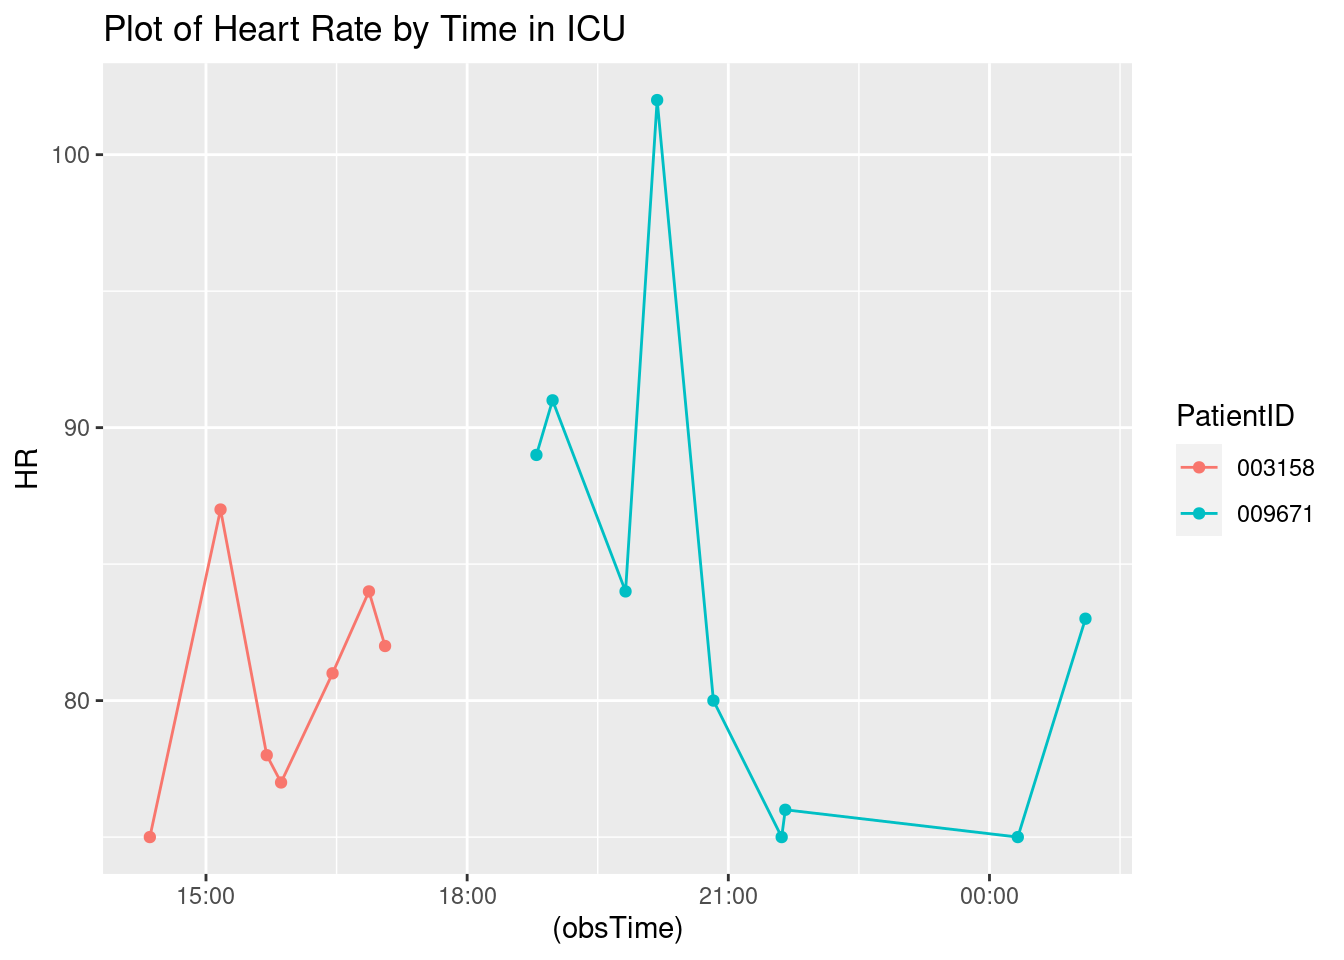 Plot of Heart Rate by Time in ICU
100
90
80
HR
15:00 18:00 21:00 00:00
(obsTime)
PatientID
003158
009671